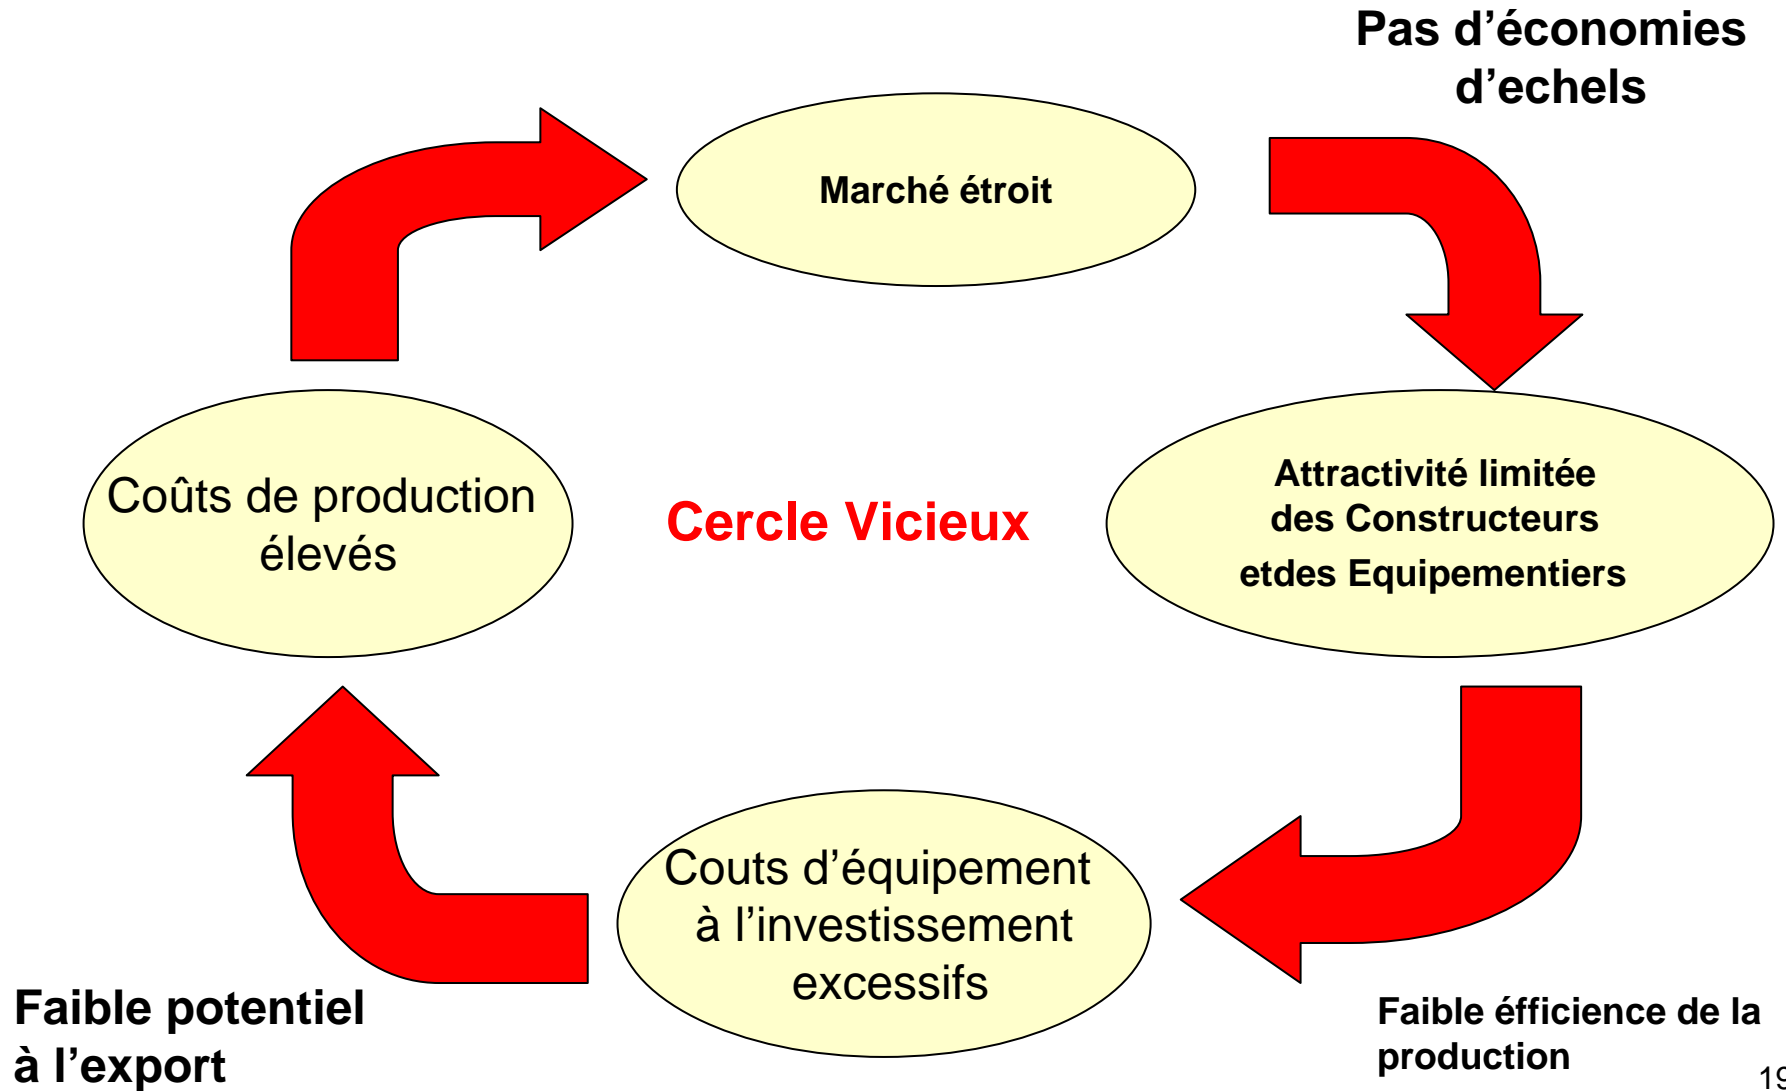 Pas d’économies
d’echels
Marché étroit
Attractivité limitée
des Constructeurs
etdes Equipementiers
Coûts de production
élevés
Cercle Vicieux
Couts d’équipement
à l’investissement
excessifs
Faible potentiel
à l’export
Faible éfficience de la
production
19